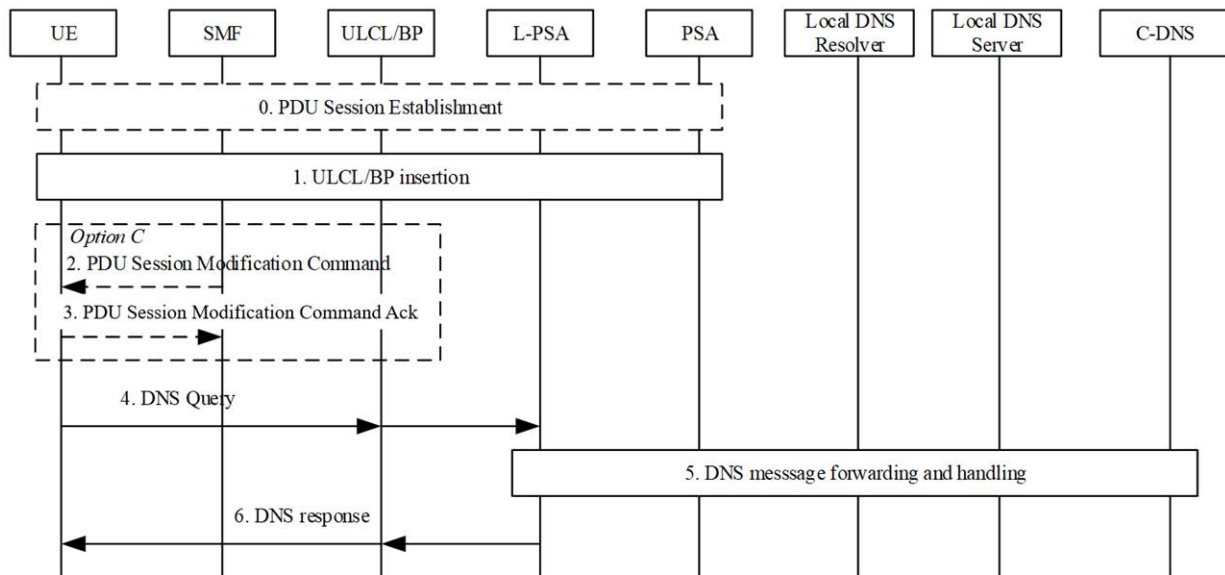 UE
SMF
ULCL/BP
L-PSA
PSA
Local DNS
Resolver
Local DNS
Server
C-DNS
0. PDU Session Establishment
1. ULCL/BP insertion
Option C
2. PDU Session Modification Command
3. PDU Session Modification Command Ack
4. DNS Query
5. DNS messsage forwarding and handling
6. DNS response